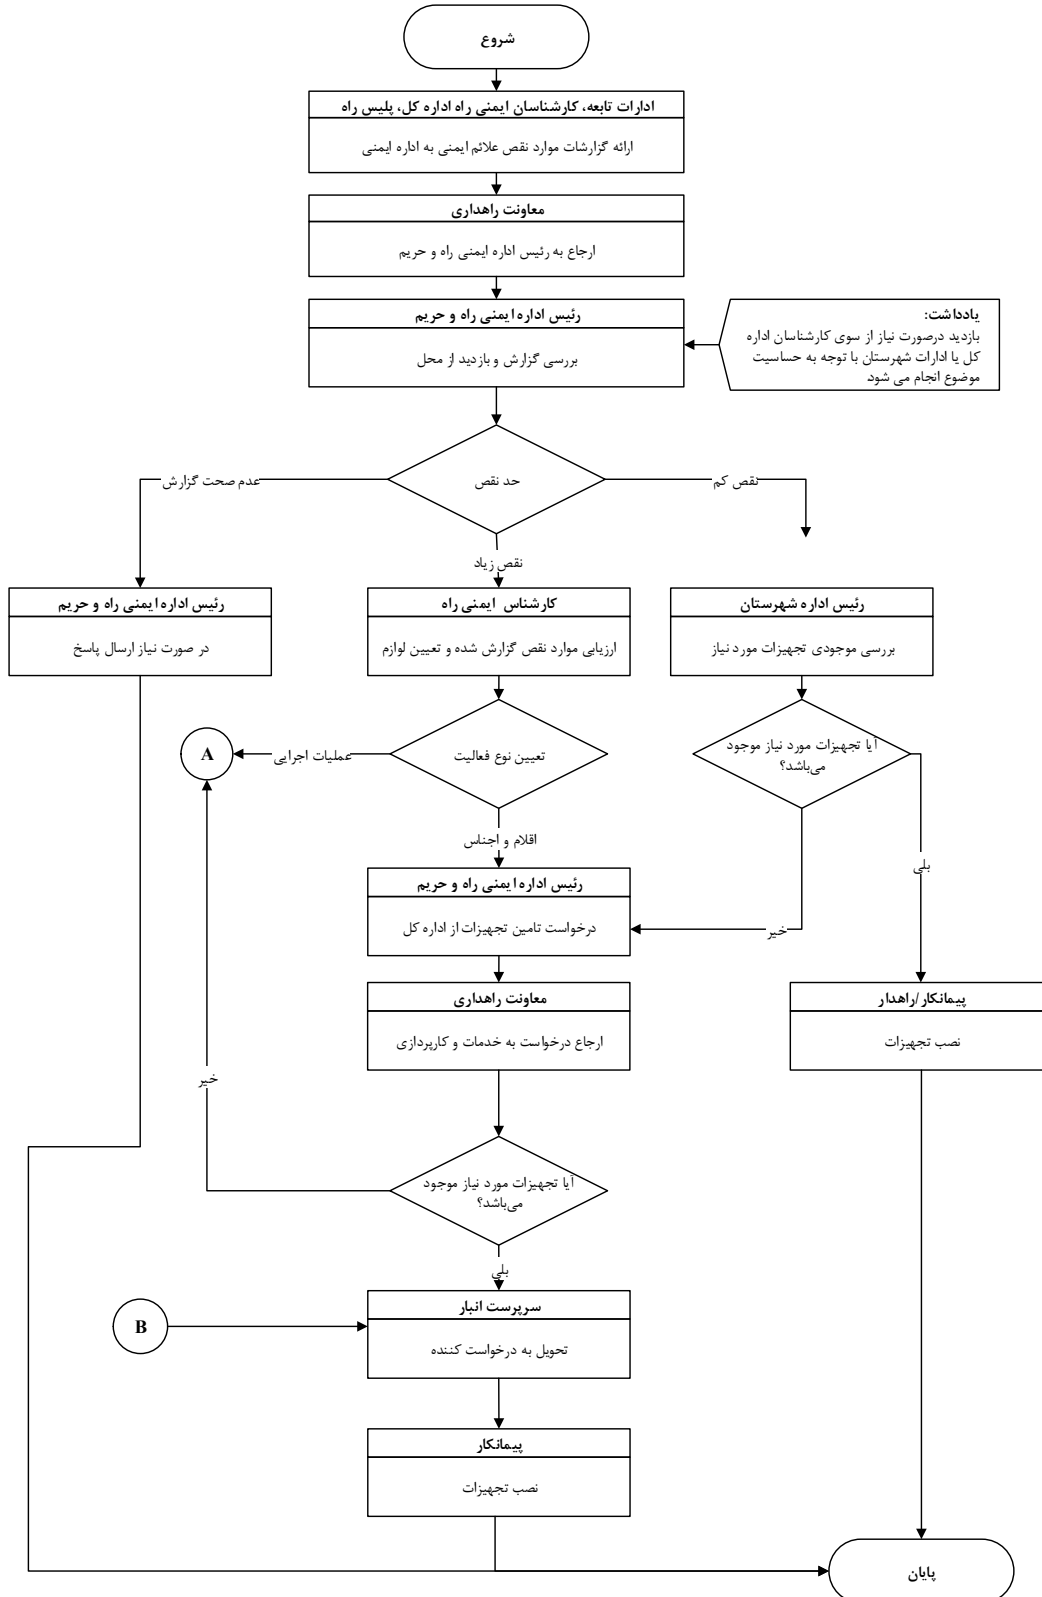 شروع
ادارات تابعه، کارشناسان ایمنی راه اداره کل، پلیس راه
ارائه گزارشات موارد نقص علائم ایمنی به اداره ایمنی
معاونت راهداری
ارجاع به رئیس اداره ایمنی راه و حریم
رئیس اداره ایمنی راه و حریم
بررسی گزارش و بازدید از محل
یادداشت:
بازدید درصورت نیاز از سوی کارشناسان اداره
کل یا ادارات شهرستان با توجه به حساسیت
موضوع انجام می شود
حد نقص
نقص کم
عدم صحت گزارش
نقص زیاد
رئیس اداره شهرستان
بررسی موجودی تجهیزات مورد نیاز
کارشناس ایمنی راه
ارزیابی موارد نقص گزارش شده و تعیین لوازم
رئیس اداره ایمنی راه و حریم
در صورت نیاز ارسال پاسخ
آیا تجهیزات مورد نیاز موجود
می‌باشد؟
تعیین نوع فعالیت
عملیات اجرایی
A
اقلام و اجناس
بلی
رئیس اداره ایمنی راه و حریم
درخواست تامین تجهیزات از اداره کل
خیر
پیمانکار/راهدار
نصب تجهیزات
معاونت راهداری
ارجاع درخواست به خدمات و کارپردازی
خیر
آیا تجهیزات مورد نیاز موجود
می‌باشد؟
بلی
سرپرست انبار
تحویل به درخواست کننده
B
پیمانکار
نصب تجهیزات
پایان